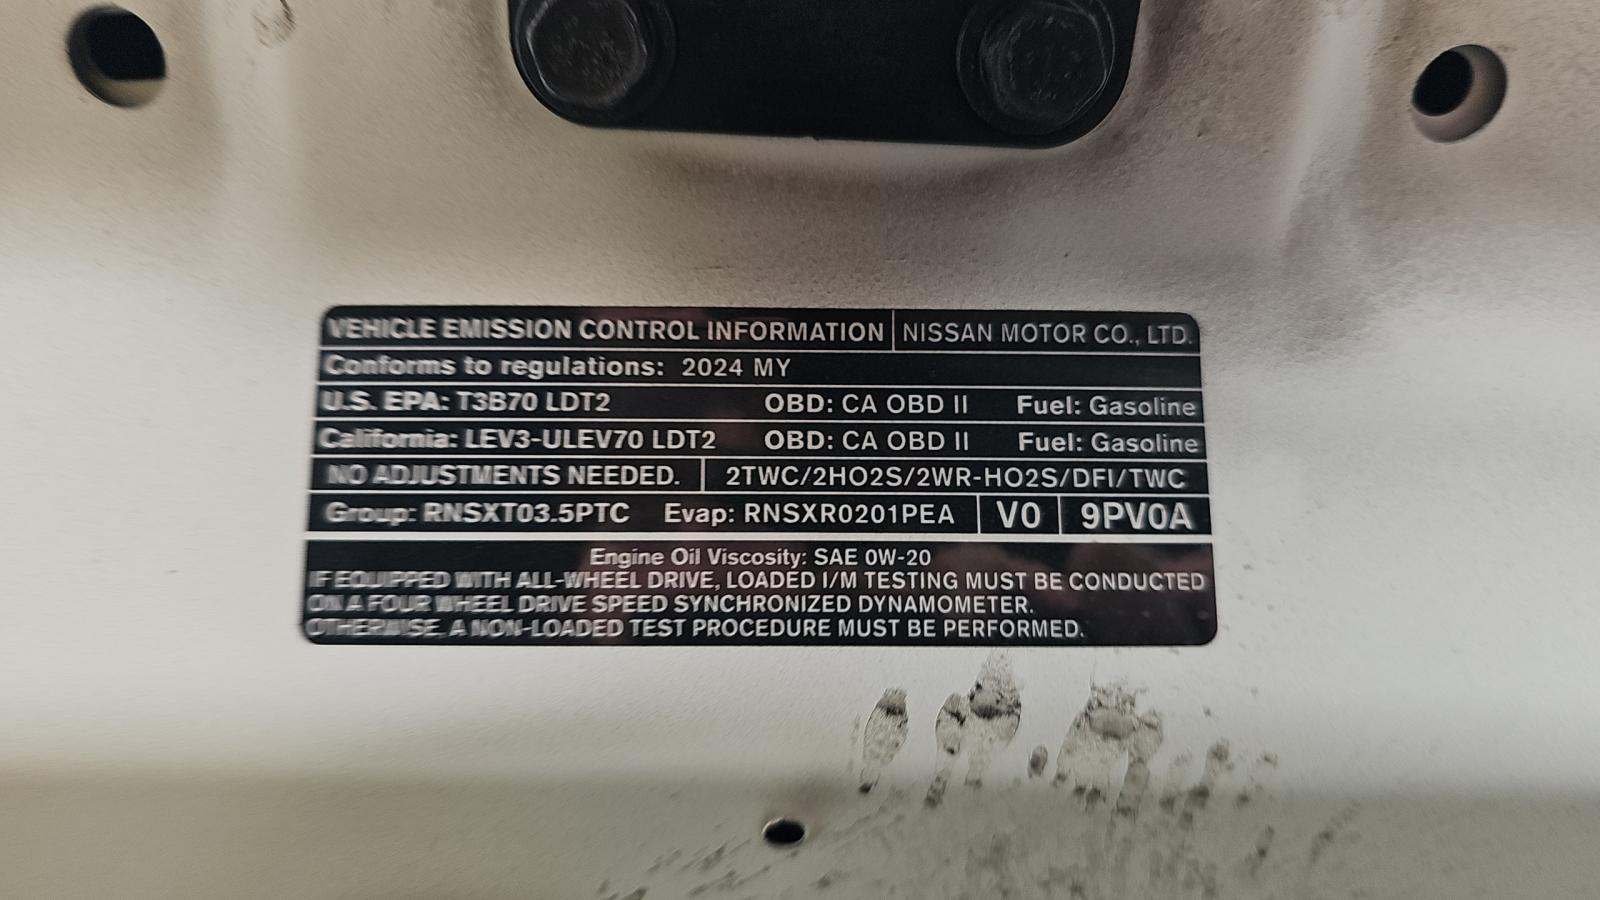 VEHICLE EMISSION CONTROL INFORMATION NISSAN MOTOR CO., LTD.
Conforms to regulations: 2024 MY
U.S. EPA: T3B70 LDT2 OBD: CA OBD II Fuel: Gasoline
California: LEV3-ULEV70 LDT2 OBD: CA OBD II Fuel: Gasoline
NO ADJUSTMENTS NEEDED. 2TWC/2HO2S/2WR-HO2S/DFI/TWC
Group: RNSXT03.5PTC Evap: RNSXR0201PEA V0 9PV0A
Engine Oil Viscosity: SAE 0W-20
IF EQUIPPED WITH ALL-WHEEL DRIVE, LOADED I/M TESTING MUST BE CONDUCTED
ON A FOUR WHEEL DRIVE SPEED SYNCHRONIZED DYNAMOMETER.
OTHERWISE, A NON-LOADED TEST PROCEDURE MUST BE PERFORMED.